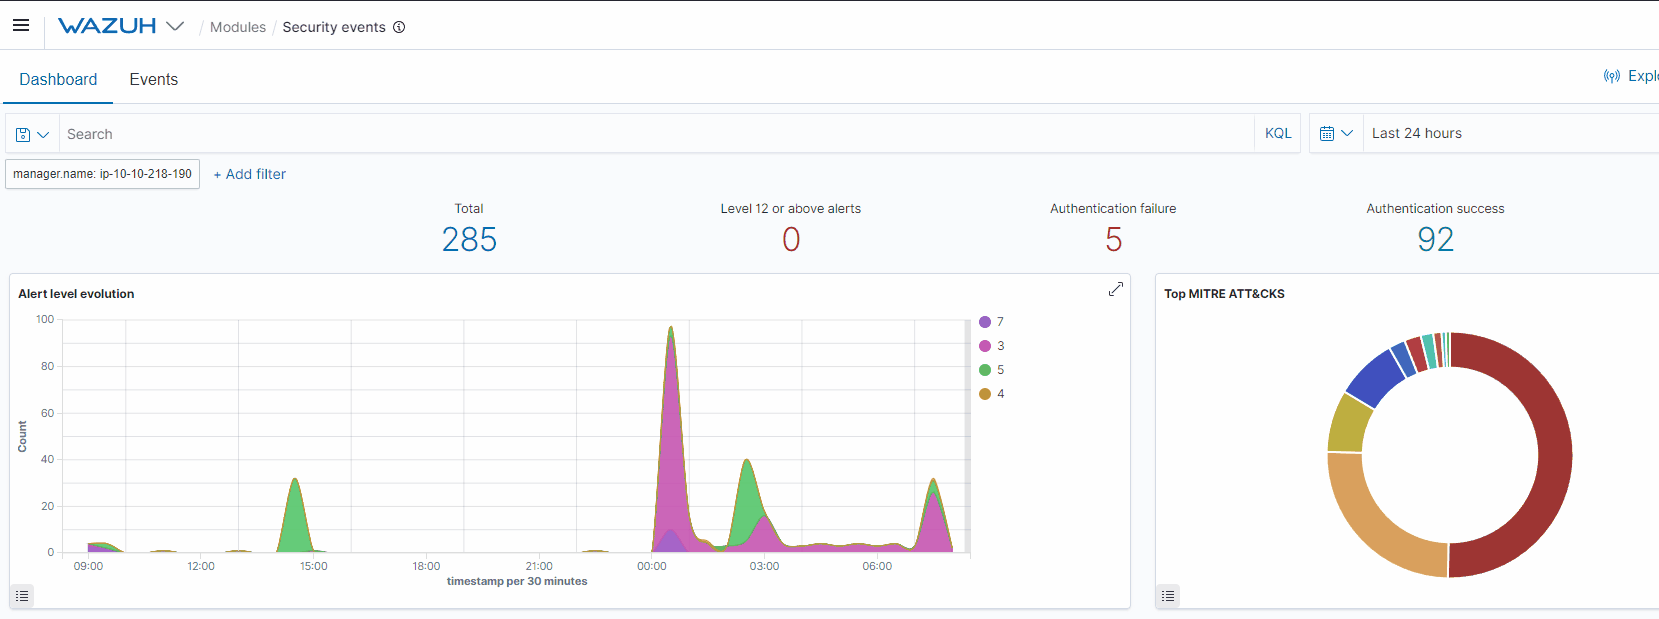 WAZUH / Modules / Security events
Dashboard Events Explo
Search KQL Last 24 hours
manager.name: ip-10-10-218-190 + Add filter
Total Level 12 or above alerts Authentication failure Authentication success
285 0 5 92
Alert level evolution
100
80
60
40
20
0
Count
09:00 12:00 15:00 18:00 21:00 00:00 03:00 06:00
timestamp per 30 minutes
7
3
5
4
Top MITRE ATT&CKS